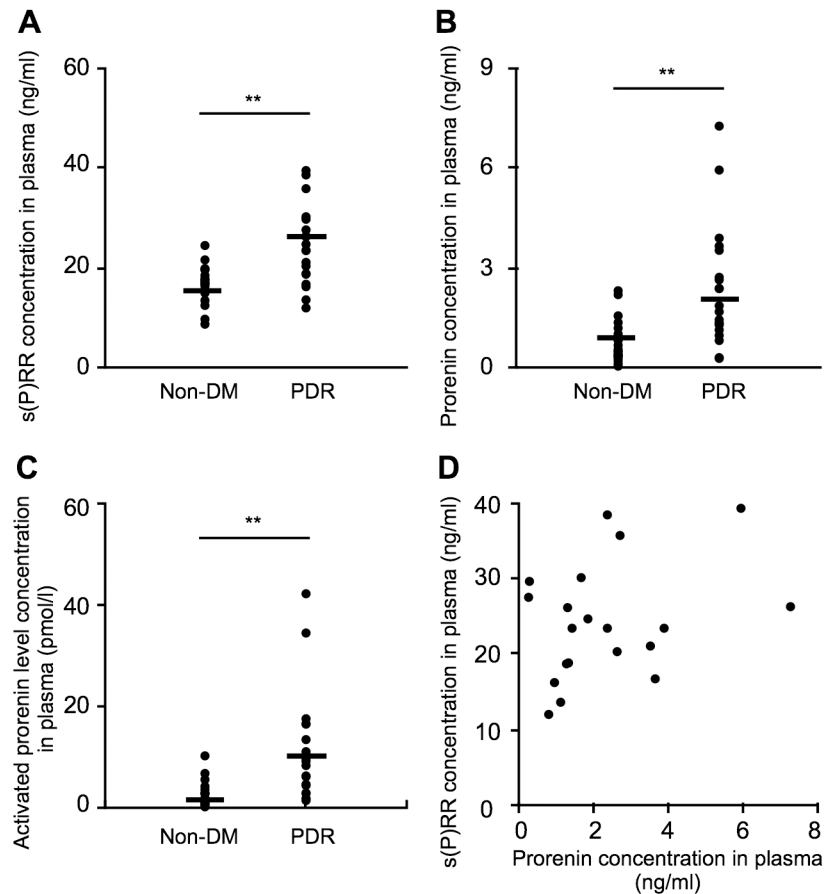 A
s(P)RR concentration in plasma (ng/ml)
60
40
20
0
**
Non-DM
PDR
B
Prorenin concentration in plasma (ng/ml)
9
6
3
0
**
Non-DM
PDR
C
Activated prorenin level concentration
in plasma (pmol/l)
60
40
20
0
**
Non-DM
PDR
D
s(P)RR concentration in plasma (ng/ml)
40
30
20
10
0
0
2
4
6
8
Prorenin concentration in plasma
(ng/ml)